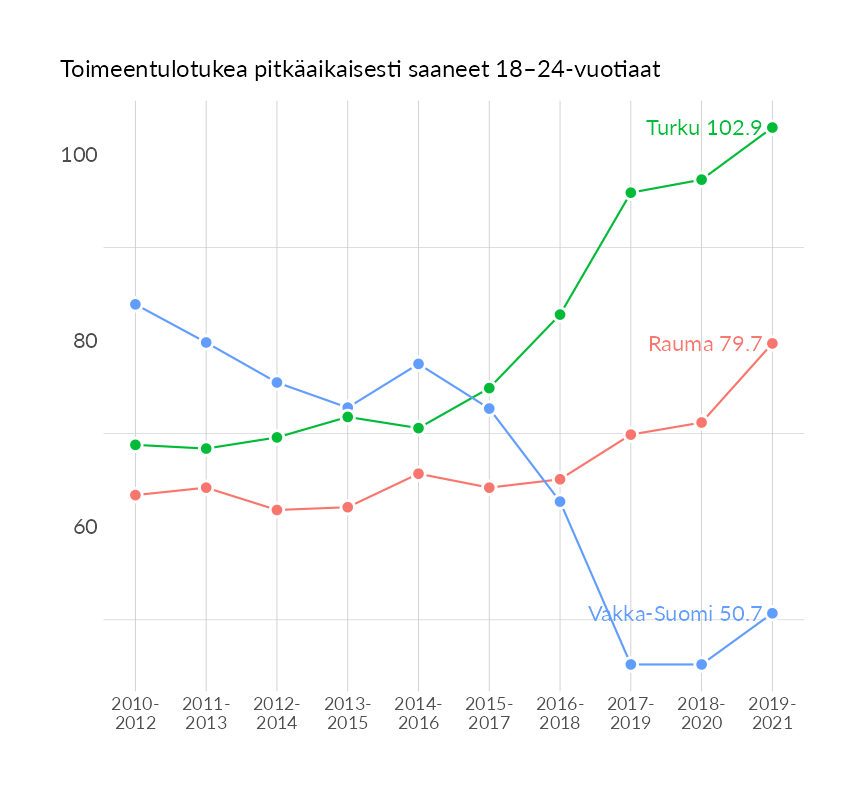 Toimeentulotukea pitkäaikaisesti saaneet 18–24-vuotiaat
Turku 102.9
100
80
Rauma 79.7
60
Vakka-Suomi 50.7
2010- 2011- 2012- 2013- 2014- 2015- 2016- 2017- 2018- 2019-
2012 2013 2014 2015 2016 2017 2018 2019 2020 2021